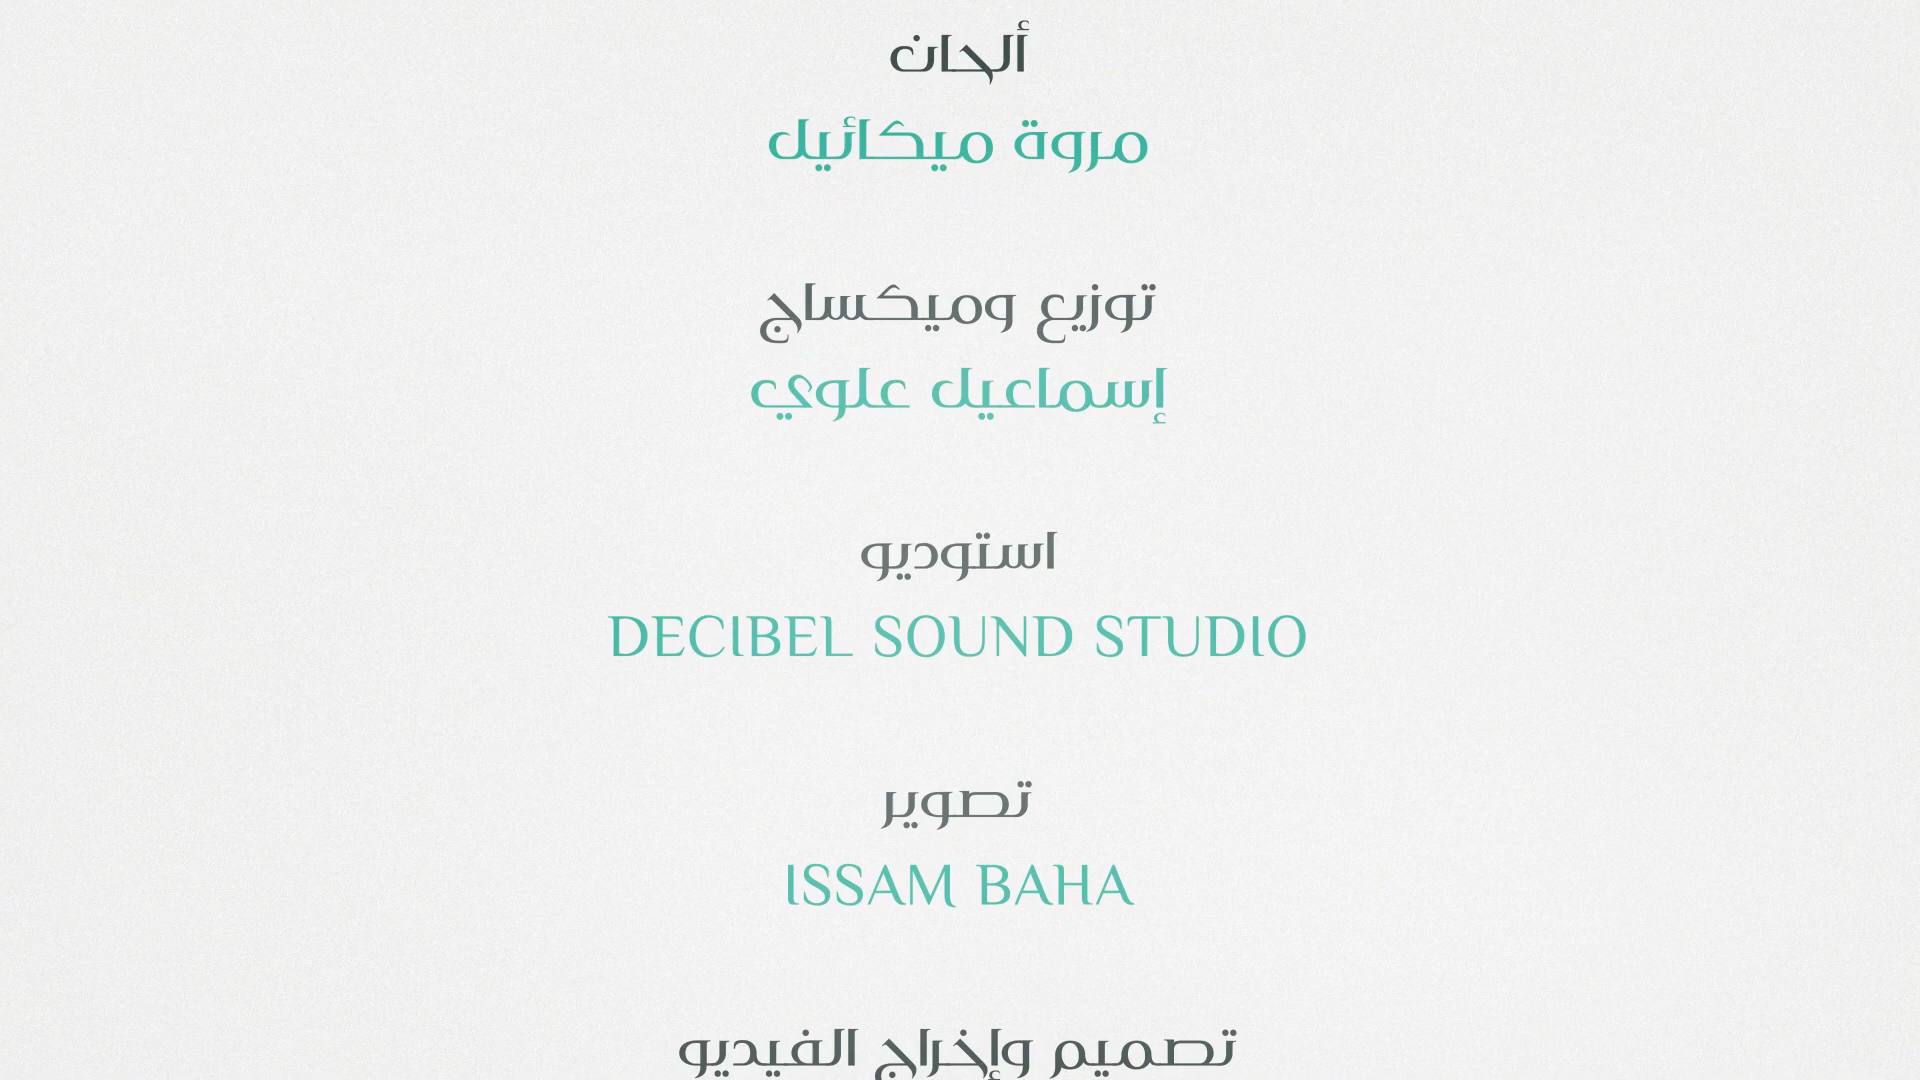 ألحان
مروة ميكائيل
توزيع وميكساج
إسماعيل علوي
استوديو
DECIBEL SOUND STUDIO
تصوير
ISSAM BAHA
تصميم وإخراج الفيديو